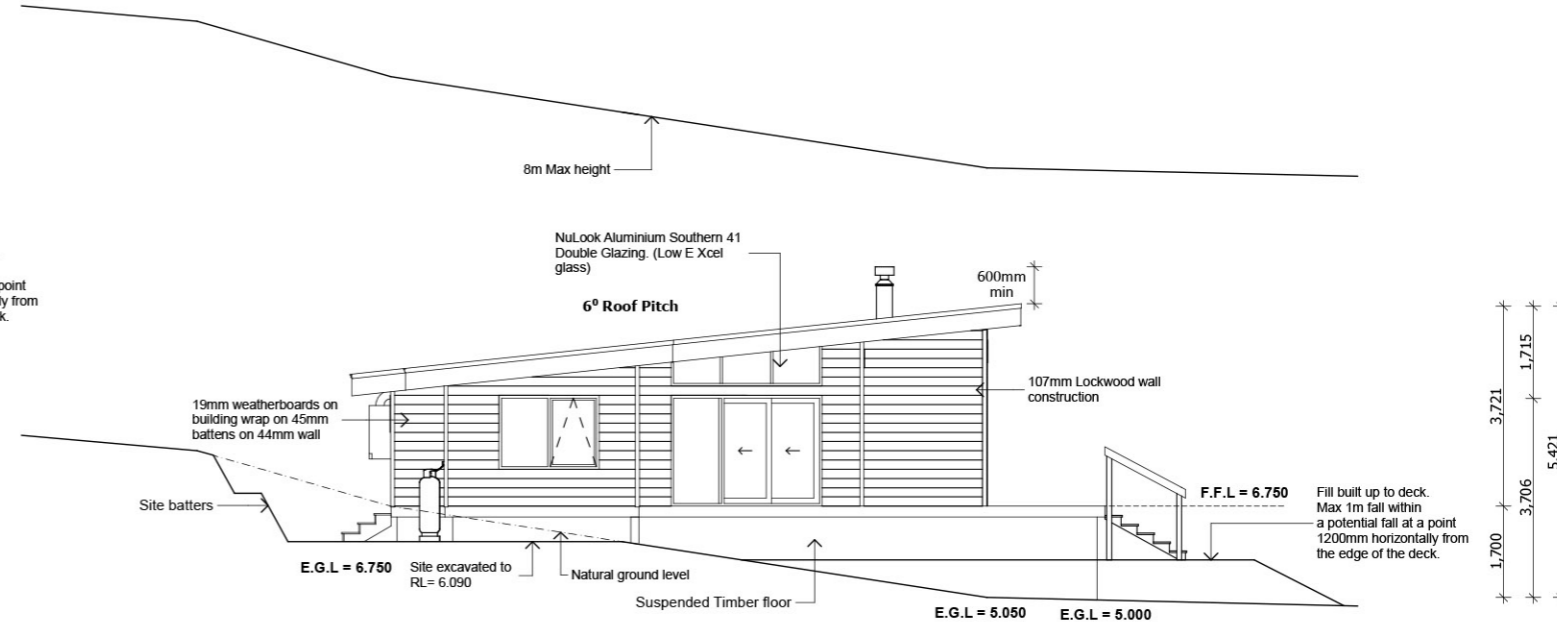 8m Max height
NuLook Aluminium Southern 41
Double Glazing. (Low E Xcel
glass)
6⁰ Roof Pitch
600mm
min
point
ly from
k.
19mm weatherboards on
building wrap on 45mm
battens on 44mm wall
107mm Lockwood wall
construction
Site batters
E.G.L = 6.750
Site excavated to
RL= 6.090
Natural ground level
Suspended Timber floor
E.G.L = 5.050
E.G.L = 5.000
F.F.L = 6.750
Fill built up to deck.
Max 1m fall within
a potential fall at a point
1200mm horizontally from
the edge of the deck.
3,721
1,700
1,715
3,706
5,421